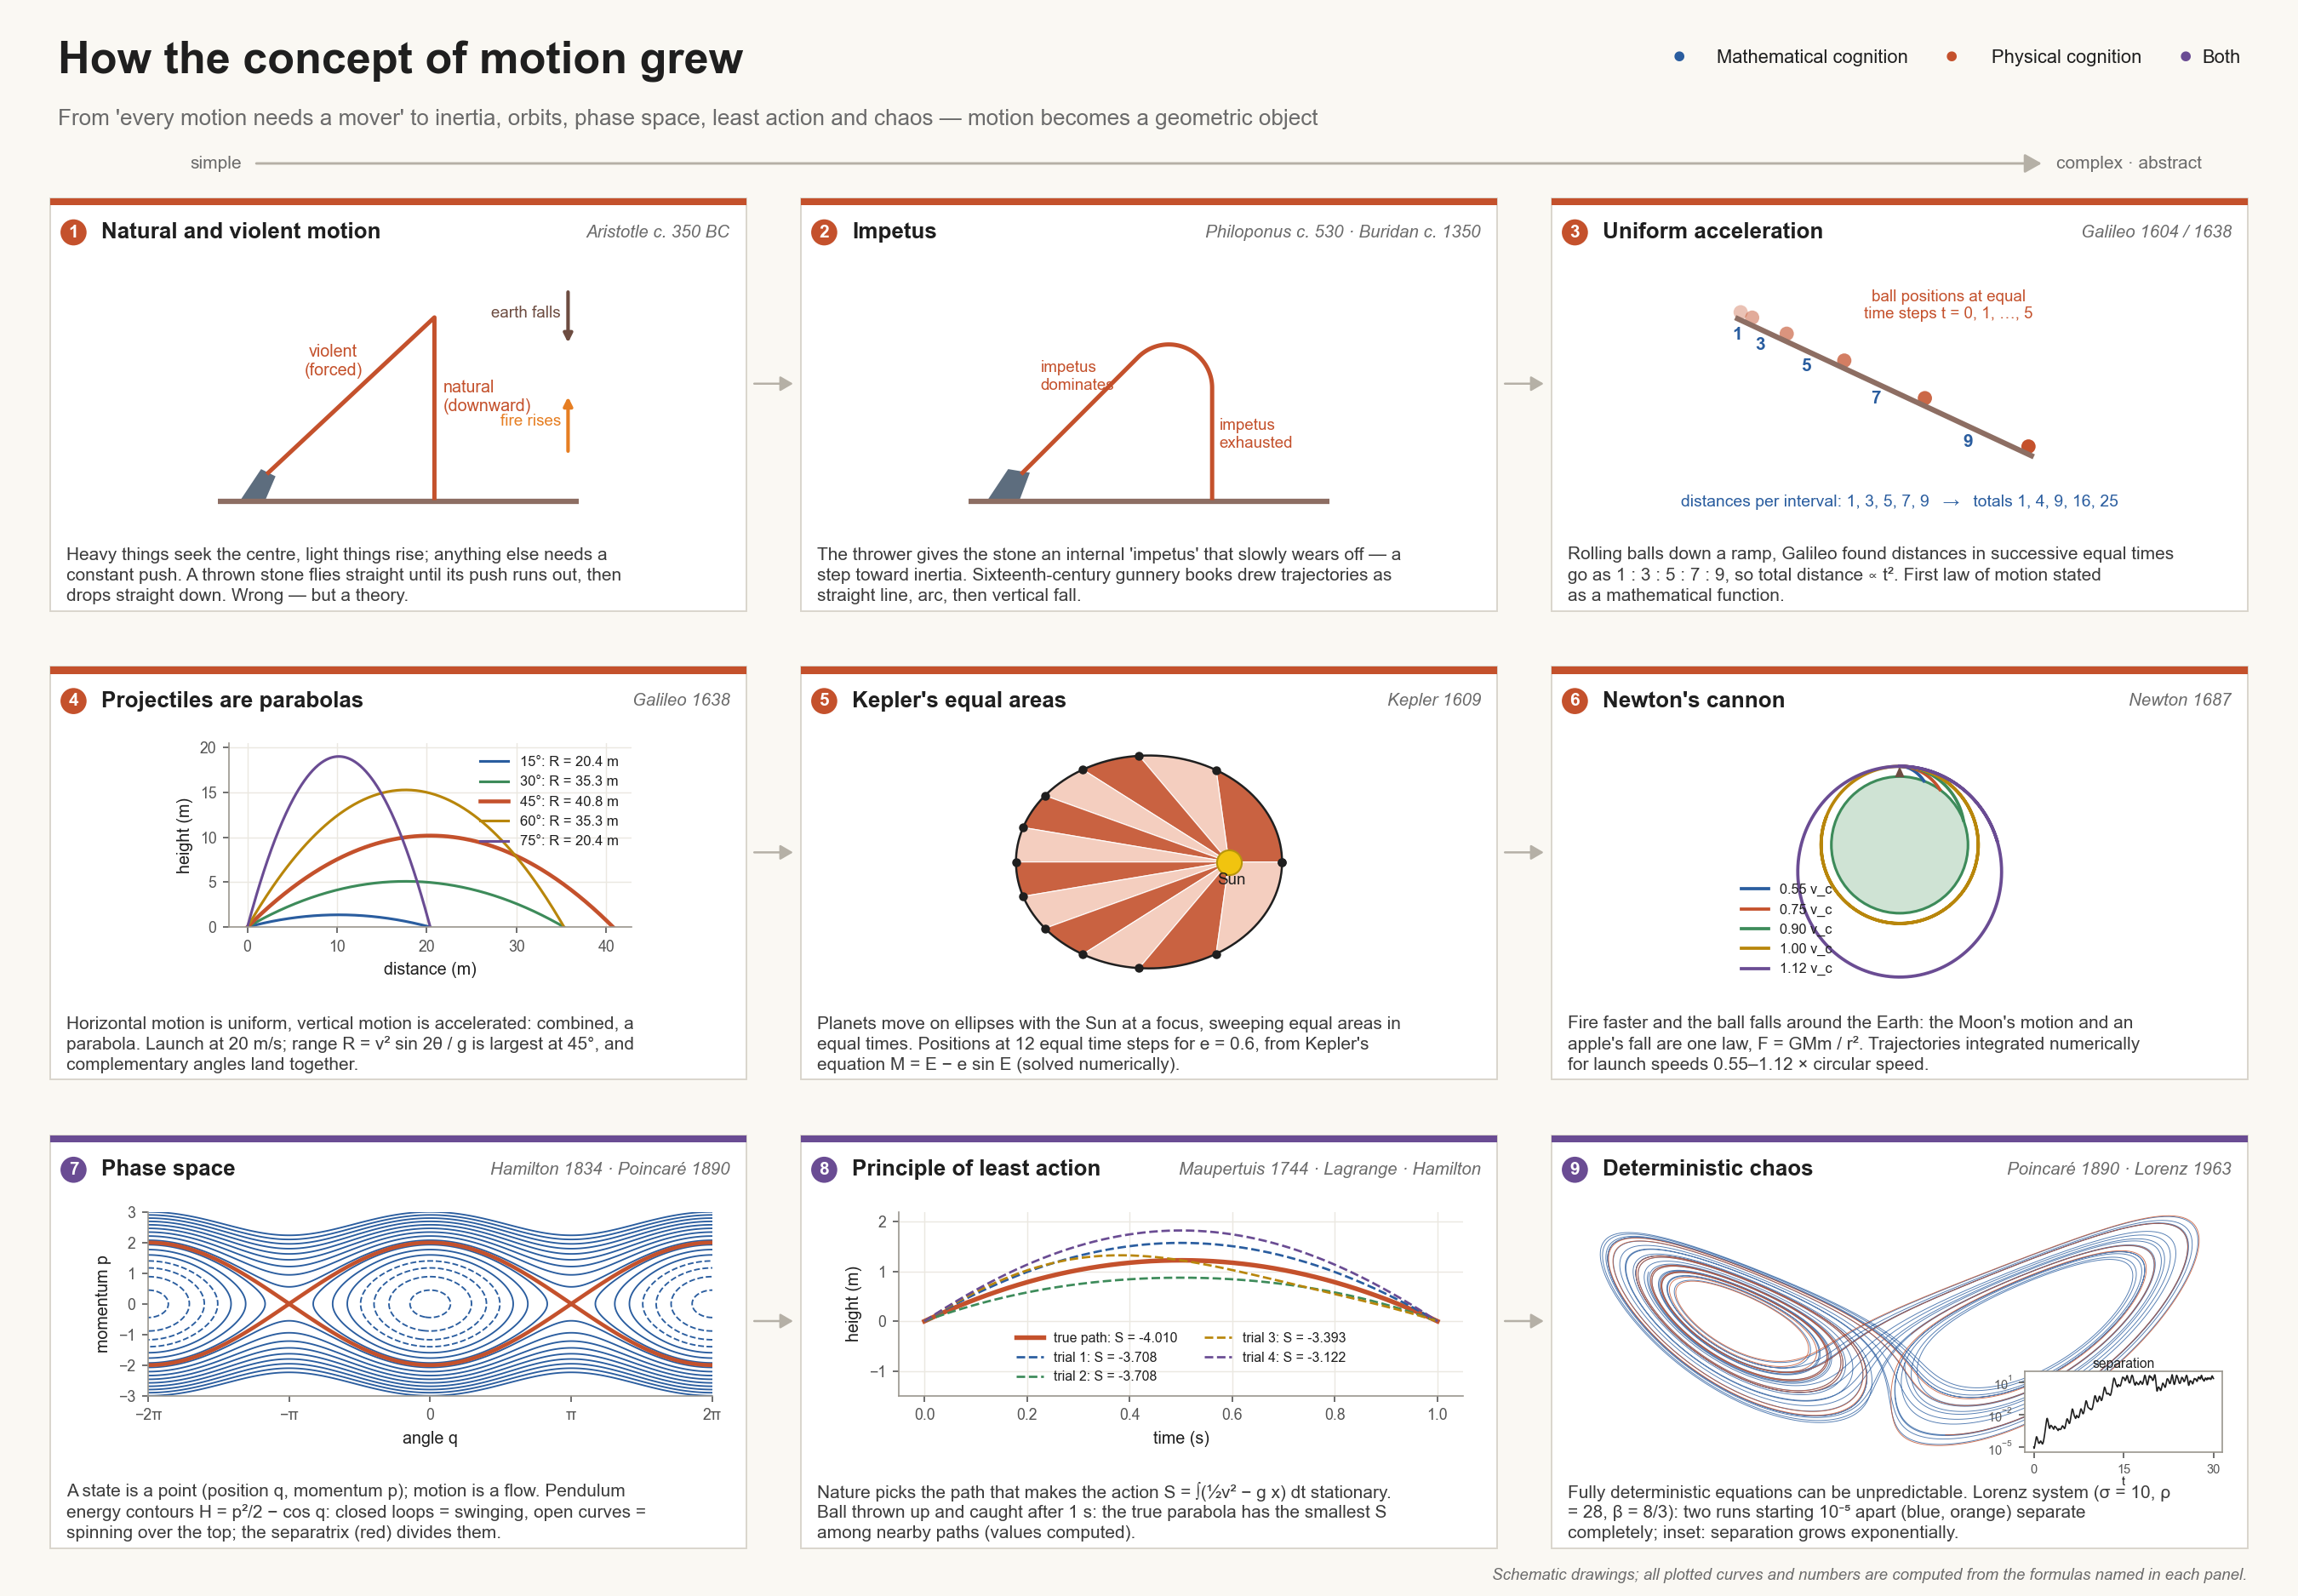 How the concept of motion grew
Mathematical cognition
Physical cognition
Both
From 'every motion needs a mover' to inertia, orbits, phase space, least action and chaos — motion becomes a geometric object
simple
complex · abstract
1 Natural and violent motion
Aristotle c. 350 BC
earth falls
violent
(forced)
natural
(downward)
fire rises
Heavy things seek the centre, light things rise; anything else needs a
constant push. A thrown stone flies straight until its push runs out, then
drops straight down. Wrong — but a theory.
2 Impetus
Philoponus c. 530 · Buridan c. 1350
impetus
dominates
impetus
exhausted
The thrower gives the stone an internal 'impetus' that slowly wears off — a
step toward inertia. Sixteenth-century gunnery books drew trajectories as
straight line, arc, then vertical fall.
3 Uniform acceleration
Galileo 1604 / 1638
ball positions at equal
time steps t = 0, 1, …, 5
1
3
5
7
9
distances per interval: 1, 3, 5, 7, 9 → totals 1, 4, 9, 16, 25
Rolling balls down a ramp, Galileo found distances in successive equal times
go as 1 : 3 : 5 : 7 : 9, so total distance ∝ t². First law of motion stated
as a mathematical function.
4 Projectiles are parabolas
Galileo 1638
20
15
10
5
0
height (m)
15°: R = 20.4 m
30°: R = 35.3 m
45°: R = 40.8 m
60°: R = 35.3 m
75°: R = 20.4 m
0 10 20 30 40
distance (m)
Horizontal motion is uniform, vertical motion is accelerated: combined, a
parabola. Launch at 20 m/s; range R = v² sin 2θ / g is largest at 45°, and
complementary angles land together.
5 Kepler's equal areas
Kepler 1609
Sun
Planets move on ellipses with the Sun at a focus, sweeping equal areas in
equal times. Positions at 12 equal time steps for e = 0.6, from Kepler's
equation M = E − e sin E (solved numerically).
6 Newton's cannon
Newton 1687
0.55 v_c
0.75 v_c
0.90 v_c
1.00 v_c
1.12 v_c
Fire faster and the ball falls around the Earth: the Moon's motion and an
apple's fall are one law, F = GMm / r². Trajectories integrated numerically
for launch speeds 0.55–1.12 × circular speed.
7 Phase space
Hamilton 1834 · Poincaré 1890
3
2
1
0
−1
−2
−3
momentum p
−2π −π 0 π 2π
angle q
A state is a point (position q, momentum p); motion is a flow. Pendulum
energy contours H = p²/2 − cos q: closed loops = swinging, open curves =
spinning over the top; the separatrix (red) divides them.
8 Principle of least action
Maupertuis 1744 · Lagrange · Hamilton
2
1
0
−1
height (m)
true path: S = -4.010
trial 1: S = -3.708
trial 2: S = -3.708
trial 3: S = -3.393
trial 4: S = -3.122
0.0 0.2 0.4 0.6 0.8 1.0
time (s)
Nature picks the path that makes the action S = ∫(½v² − g x) dt stationary.
Ball thrown up and caught after 1 s: the true parabola has the smallest S
among nearby paths (values computed).
9 Deterministic chaos
Poincaré 1890 · Lorenz 1963
separation
10¹
10⁻²
10⁻⁵
0 15 30
t
Fully deterministic equations can be unpredictable. Lorenz system (σ = 10, ρ
= 28, β = 8/3): two runs starting 10⁻⁵ apart (blue, orange) separate
completely; inset: separation grows exponentially.
Schematic drawings; all plotted curves and numbers are computed from the formulas named in each panel.